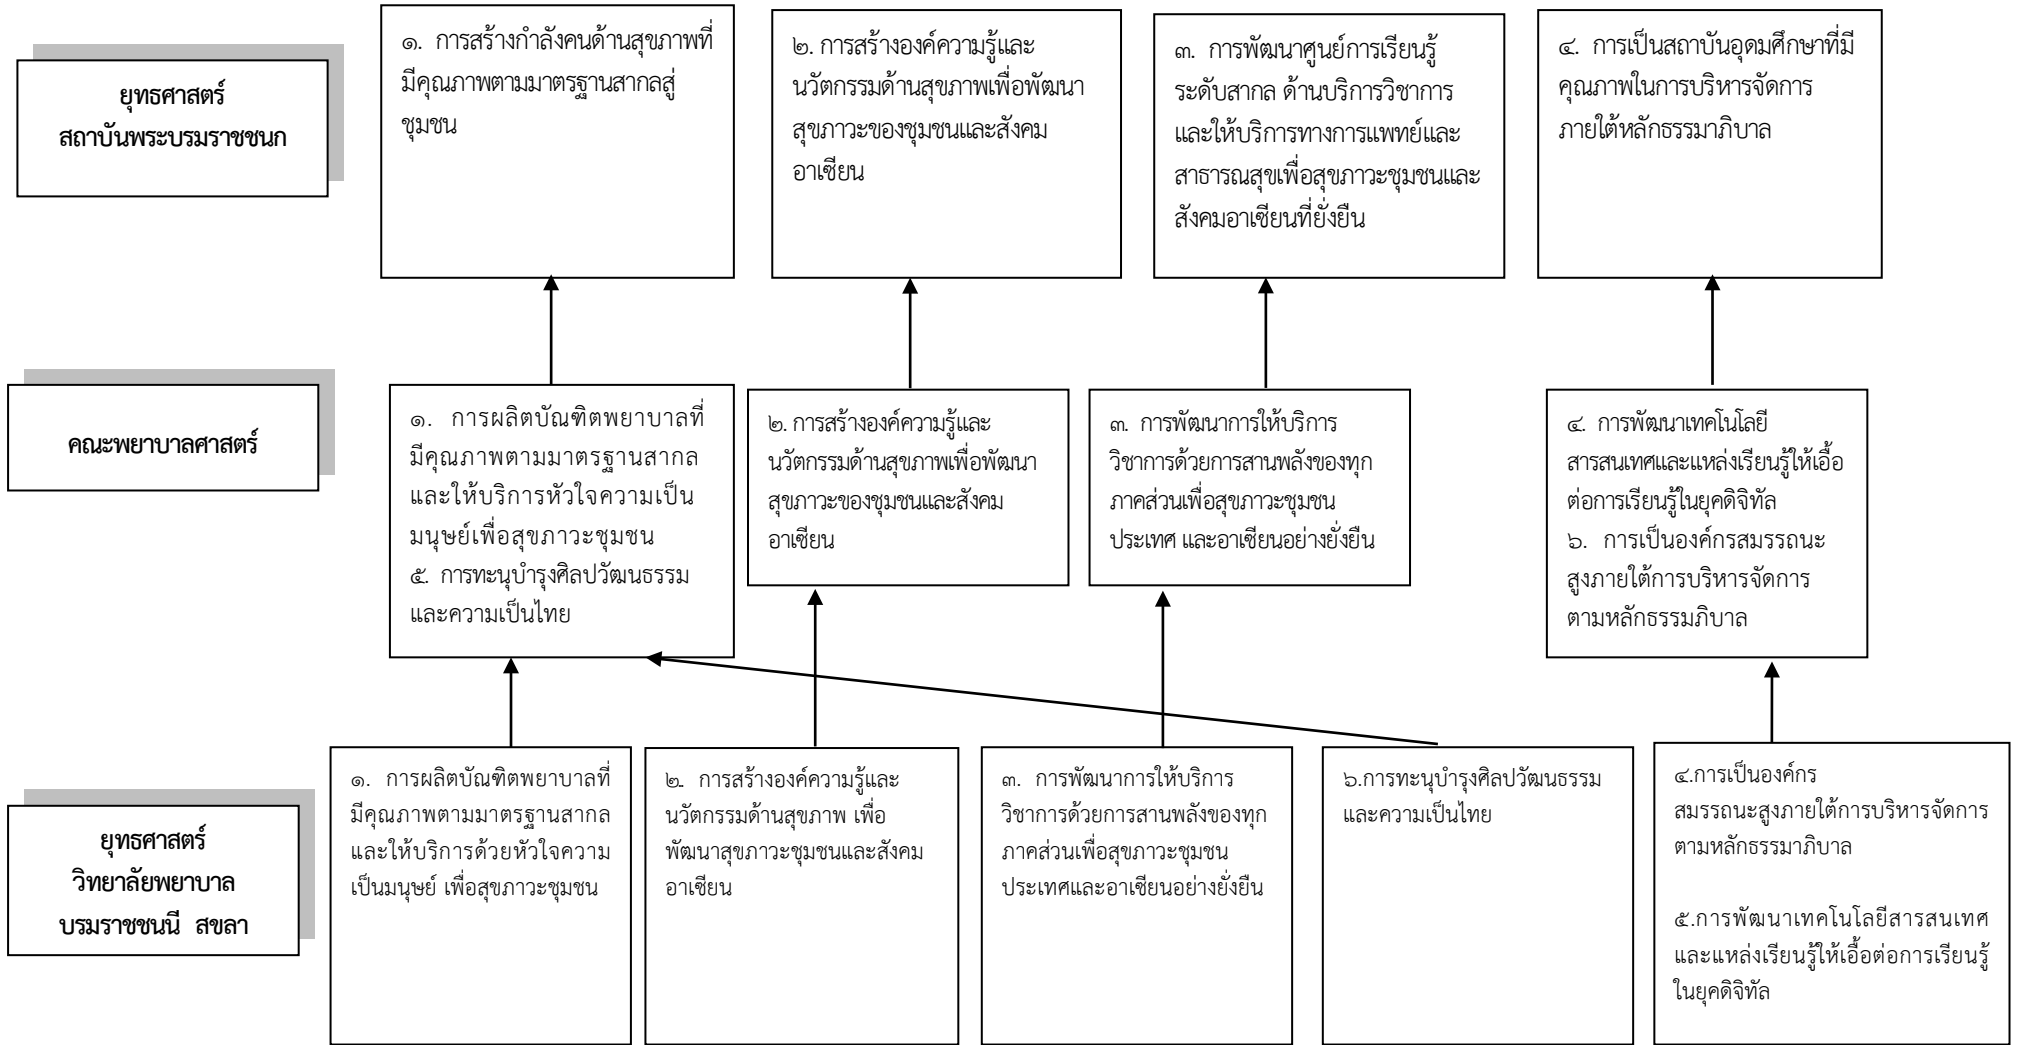 ยุทธศาสตร์
สถาบันพระบรมราชชนก
๑. การสร้างกำลังคนด้านสุขภาพที่
มีคุณภาพตามมาตรฐานสากลสู่
ชุมชน
๒. การสร้างองค์ความรู้และ
นวัตกรรมด้านสุขภาพเพื่อพัฒนา
สุขภาวะของชุมชนและสังคม
อาเซียน
๓. การพัฒนาศูนย์การเรียนรู้
ระดับสากล ด้านบริการวิชาการ
และให้บริการทางการแพทย์และ
สาธารณสุขเพื่อสุขภาวะชุมชนและ
สังคมอาเซียนที่ยั่งยืน
๔. การเป็นสถาบันอุดมศึกษาที่มี
คุณภาพในการบริหารจัดการ
ภายใต้หลักธรรมาภิบาล
คณะพยาบาลศาสตร์
๑. การผลิตบัณฑิตพยาบาลที่
มีคุณภาพตามมาตรฐานสากล
และให้บริการหัวใจความเป็น
มนุษย์เพื่อสุขภาวะชุมชน
๕. การทะนุบำรุงศิลปวัฒนธรรม
และความเป็นไทย
๒. การสร้างองค์ความรู้และ
นวัตกรรมด้านสุขภาพเพื่อพัฒนา
สุขภาวะของชุมชนและสังคม
อาเซียน
๓. การพัฒนาการให้บริการ
วิชาการด้วยการสานพลังของทุก
ภาคส่วนเพื่อสุขภาวะชุมชน
ประเทศ และอาเซียนอย่างยั่งยืน
๔. การพัฒนาเทคโนโลยี
สารสนเทศและแหล่งเรียนรู้ให้เอื้อ
ต่อการเรียนรู้ในยุคดิจิทัล
๖. การเป็นองค์กรสมรรถนะ
สูงภายใต้การบริหารจัดการ
ตามหลักธรรมภิบาล
ยุทธศาสตร์
วิทยาลัยพยาบาล
บรมราชชนนี สขลา
๑. การผลิตบัณฑิตพยาบาลที่
มีคุณภาพตามมาตรฐานสากล
และให้บริการด้วยหัวใจความ
เป็นมนุษย์ เพื่อสุขภาวะชุมชน
๒. การสร้างองค์ความรู้และ
นวัตกรรมด้านสุขภาพ เพื่อ
พัฒนาสุขภาวะชุมชนและสังคม
อาเซียน
๓. การพัฒนาการให้บริการ
วิชาการด้วยการสานพลังของทุก
ภาคส่วนเพื่อสุขภาวะชุมชน
ประเทศและอาเซียนอย่างยั่งยืน
๖.การทะนุบำรุงศิลปวัฒนธรรม
และความเป็นไทย
๔.การเป็นองค์กร
สมรรถนะสูงภายใต้การบริหารจัดการ
ตามหลักธรรมาภิบาล
๕.การพัฒนาเทคโนโลยีสารสนเทศ
และแหล่งเรียนรู้ให้เอื้อต่อการเรียนรู้
ในยุคดิจิทัล